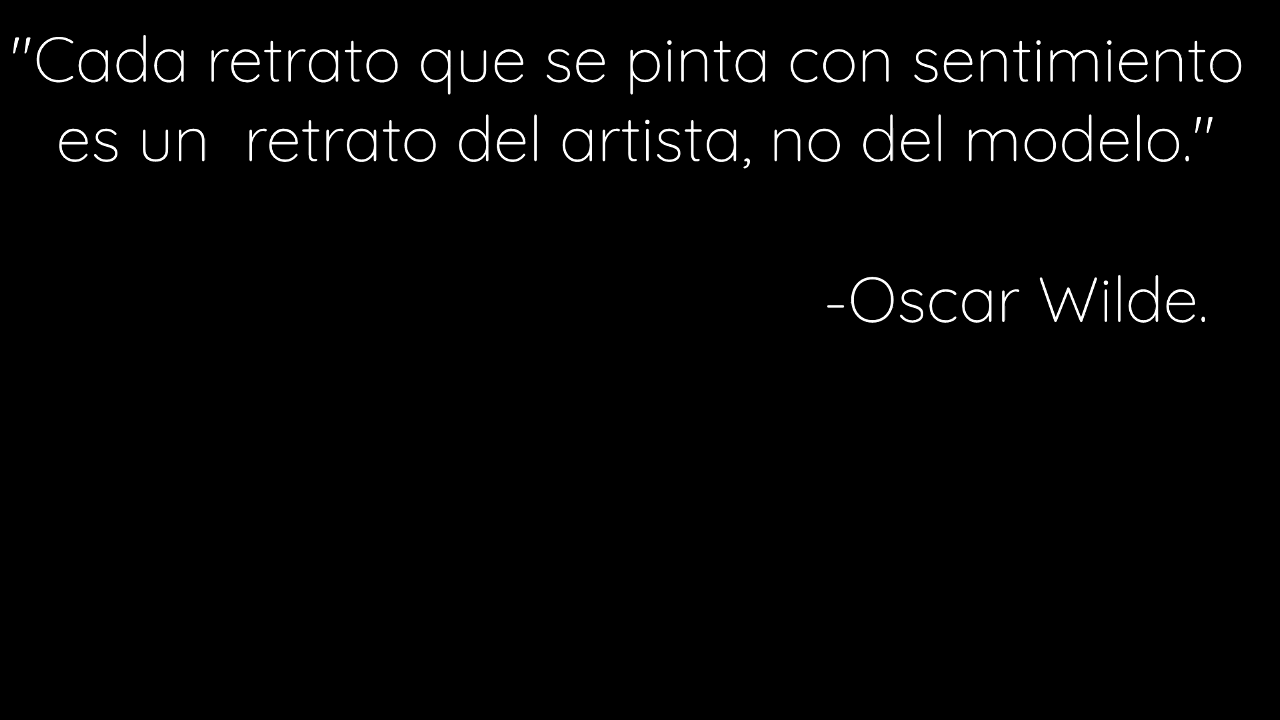 "Cada retrato que se pinta con sentimiento
es un  retrato del artista, no del modelo."
-Oscar Wilde.